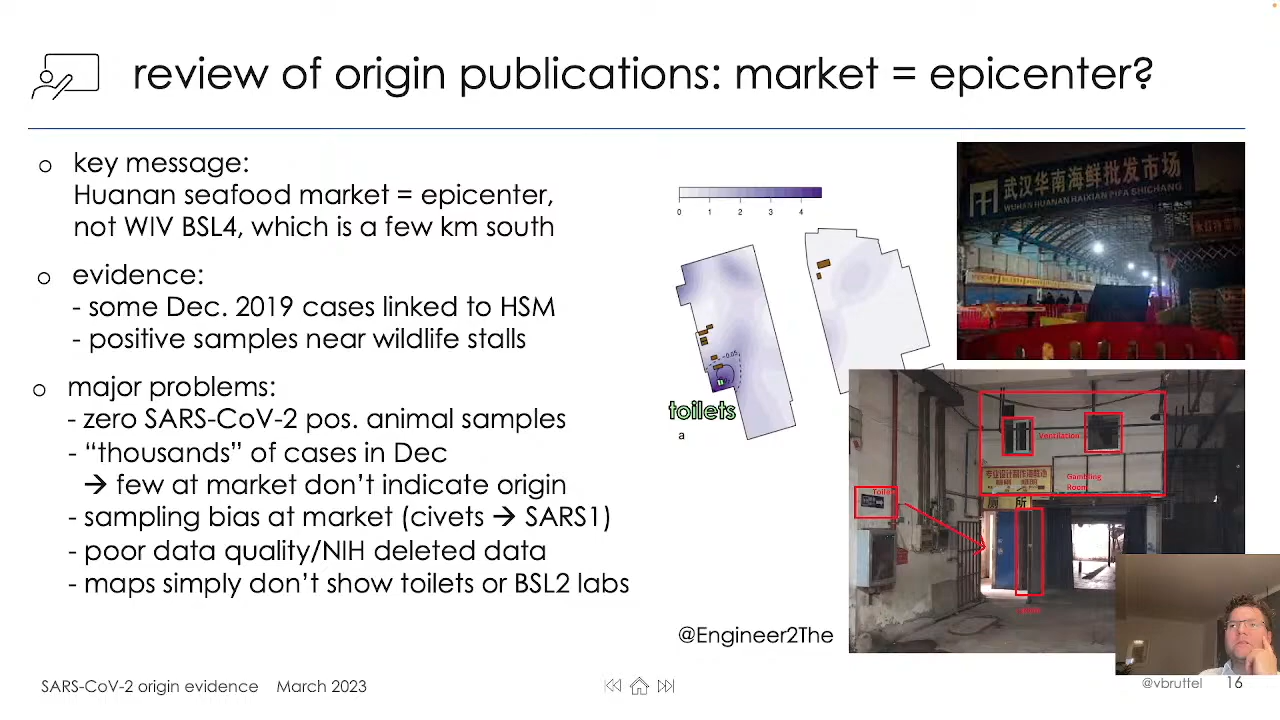 review of origin publications: market = epicenter?
o key message:
Huanan seafood market = epicenter,
not WIV BSL4, which is a few km south
o evidence:
- some Dec. 2019 cases linked to HSM
- positive samples near wildlife stalls
o major problems:
- zero SARS-CoV-2 pos. animal samples
- “thousands” of cases in Dec
→ few at market don’t indicate origin
- sampling bias at market (civets → SARS1)
- poor data quality/NIH deleted data
- maps simply don’t show toilets or BSL2 labs
0 1 2 3 4
toilets
a
武汉华南海鲜批发市场
WUHAN HUANAN HAIXIAN PIFA SHICHANG
Ventilation
Gambling
Room
Toilet
厕所
@Engineer2The
SARS-CoV-2 origin evidence March 2023
@vbruttel 16